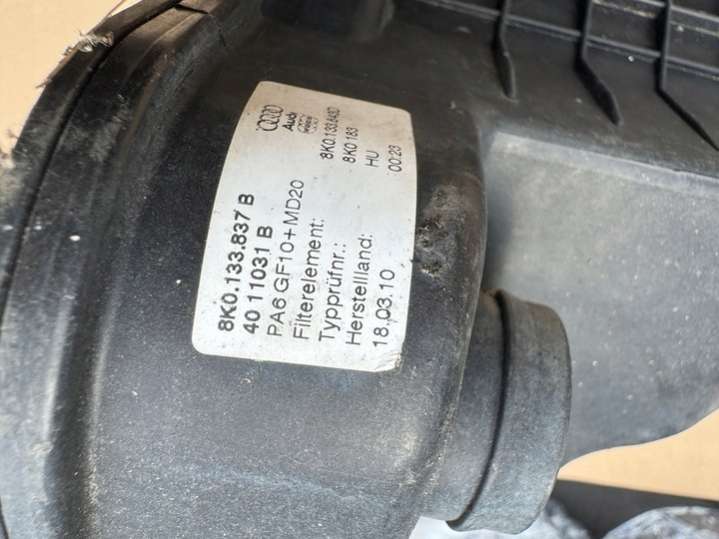 Audi
8K0.133.837 B
40 11031 B
PA6 GF10+MD20
Filterelement: 8K0.133.843D
Typprüfnr.: 8K0 183
Herstellland: HU
18.03.10 00:23